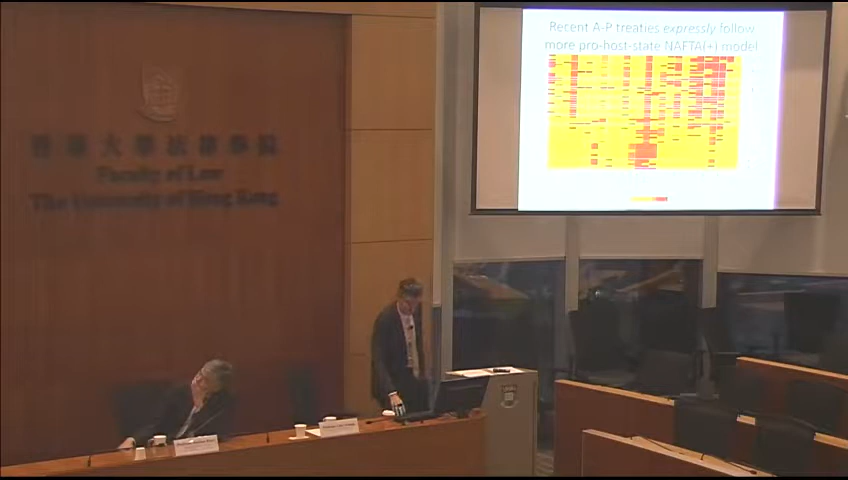 Recent A-P treaties expressly follow
more pro-host-state NAFTA(+) model
香港大學法律學院
Faculty of Law
The University of Hong Kong